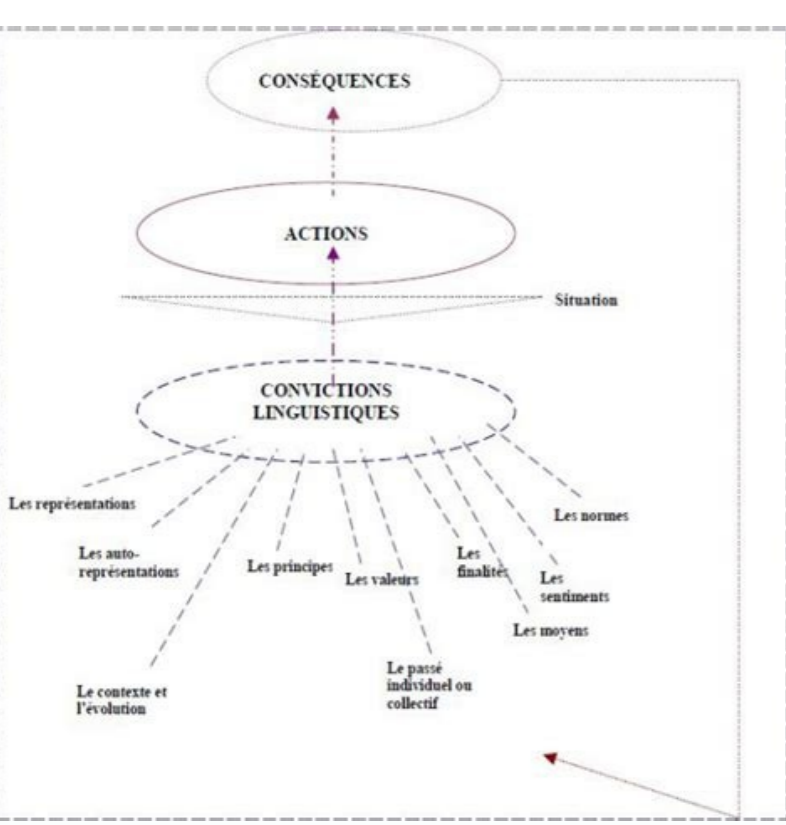 CONSÉQUENCES
ACTIONS
Situation
CONVICTIONS
LINGUISTIQUES
Les représentations
Les normes
Les auto-
représentations
Les principes
Les valeurs
Les
finalités
Les
sentiments
Les moyens
Le contexte et
l'évolution
Le passé
individuel ou
collectif